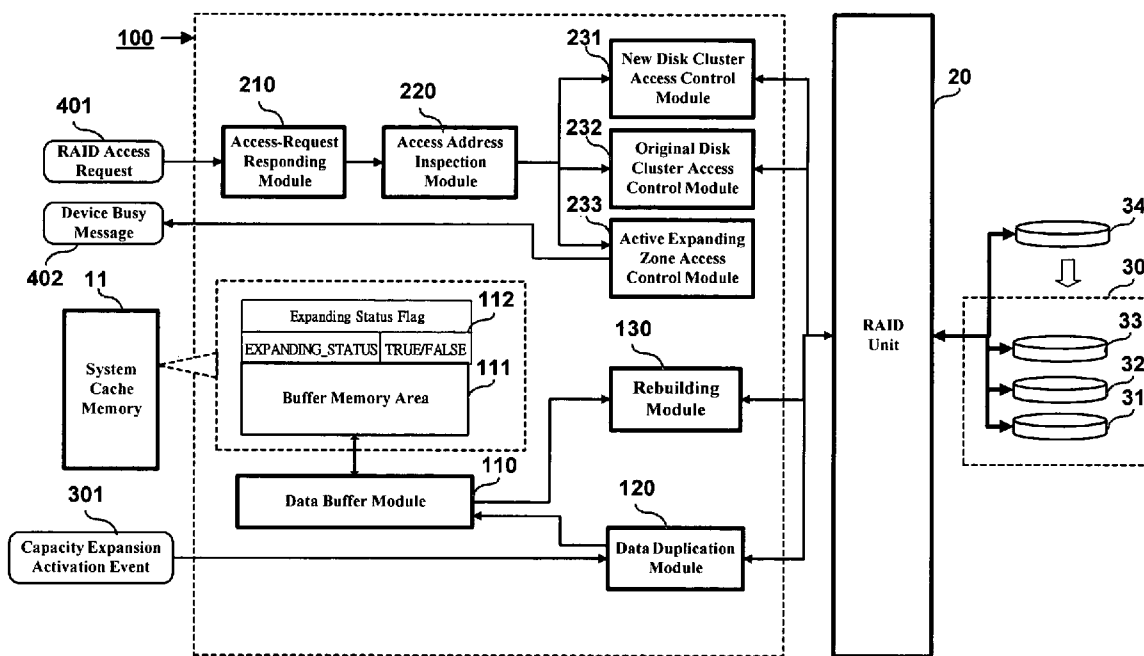 100
231
New Disk Cluster
Access Control
Module
20
210
220
401
RAID Access
Request
Access-Request
Responding
Module
Access Address
Inspection
Module
232
Original Disk
Cluster Access
Control Module
Device Busy
Message
402
233
Active Expanding
Zone Access
Control Module
34
30
11
System
Cache
Memory
112
Expanding Status Flag
EXPANDING_STATUS
TRUE/FALSE
111
Buffer Memory Area
130
Rebuilding
Module
RAID
Unit
33
32
31
110
Data Buffer Module
301
Capacity Expansion
Activation Event
120
Data Duplication
Module